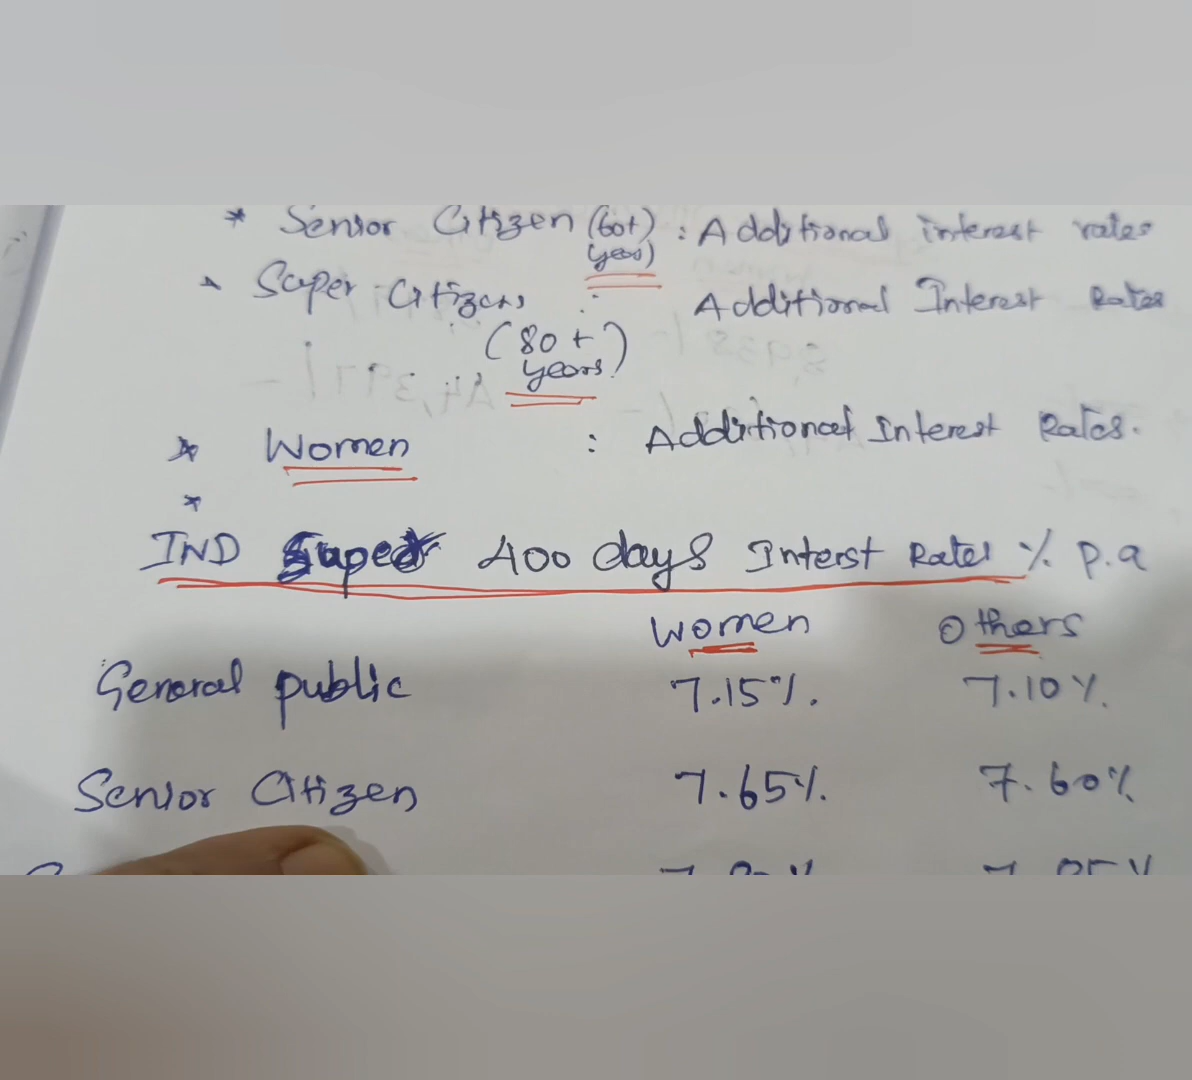 * Senior Citizen (60+ years) : Additional interest rates
* Super Citizens (80+ years) : Additional Interest Rates
* Women : Additional Interest Rates.
*
IND Super 400 days Interst Rates % p.a
Women Others
General public 7.15%. 7.10%.
Senior Citizen 7.65%. 7.60%